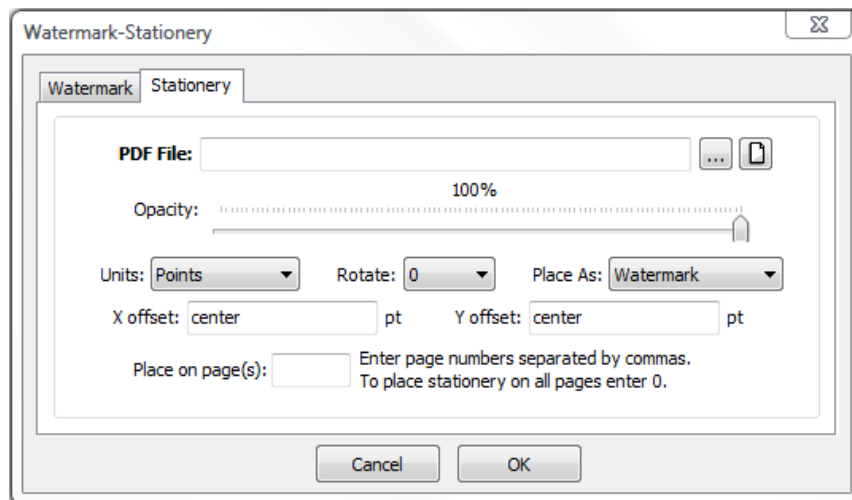 Watermark-Stationery
Watermark Stationery
PDF File: ...
100%
Opacity:
Units: Points Rotate: 0 Place As: Watermark
X offset: center pt Y offset: center pt
Place on page(s): Enter page numbers separated by commas.
To place stationery on all pages enter 0.
Cancel OK